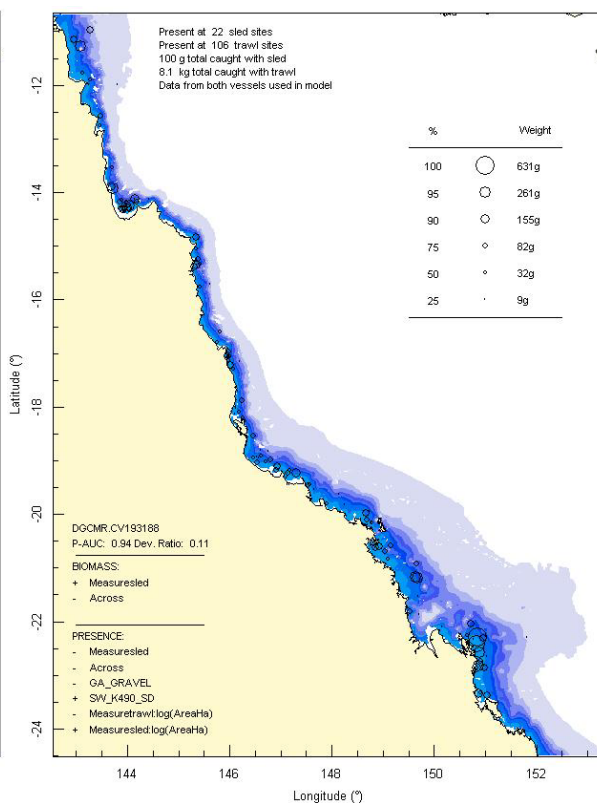 Present at 22 sled sites
Present at 106 trawl sites
100 g total caught with sled
8.1 kg total caught with trawl
Data from both vessels used in model
% Weight
100 631g
95 261g
90 155g
75 82g
50 32g
25 9g
-12
-14
-16
-18
-20
-22
-24
Latitude (°)
DGCMR.CV193188
P-AUC: 0.94 Dev. Ratio: 0.11
BIOMASS:
+ Measuresled
- Across
PRESENCE:
- Measuresled
- Across
- GA_GRAVEL
+ SW_K490_SD
- Measuretrawl:log(AreaHa)
+ Measuresled:log(AreaHa)
144 146 148 150 152
Longitude (°)